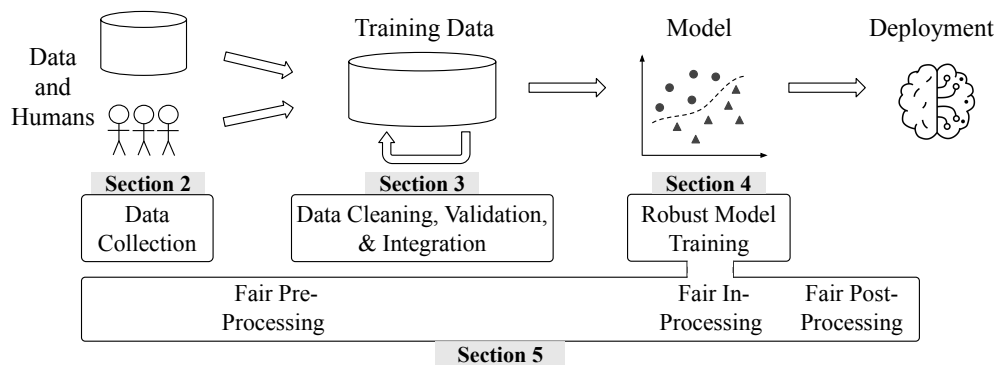 Data
and
Humans
Training Data
Model
Deployment
Section 2
Data
Collection
Section 3
Data Cleaning, Validation,
& Integration
Section 4
Robust Model
Training
Fair Pre-
Processing
Fair In-
Processing
Fair Post-
Processing
Section 5